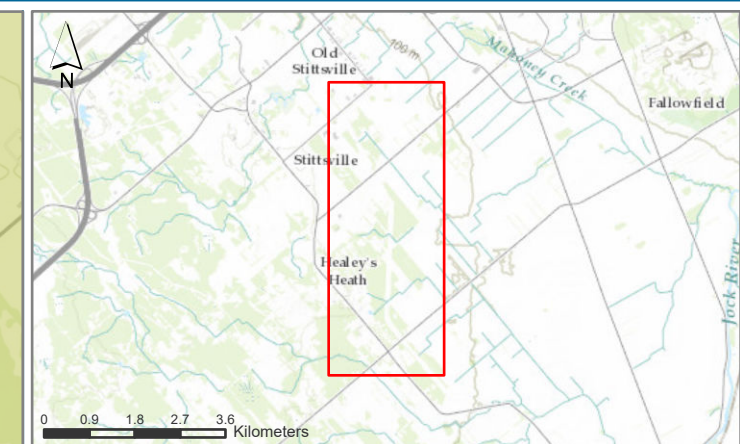 Old
Stittsville
100 m
Mahoney Creek
Fallowfield
N
Stittsville
Healey's
Heath
Jock River
0 0.9 1.8 2.7 3.6
Kilometers